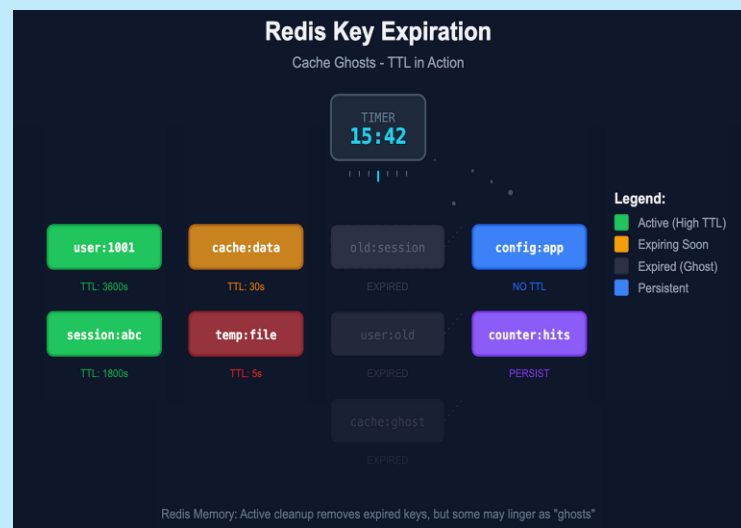 Redis Key Expiration
Cache Ghosts - TTL in Action
TIMER
15:42
Legend:
Active (High TTL)
Expiring Soon
Expired (Ghost)
Persistent
user:1001
cache:data
old:session
config:app
TTL: 3600s
TTL: 30s
EXPIRED
NO TTL
session:abc
temp:file
user:old
counter:hits
TTL: 1800s
TTL: 5s
EXPIRED
PERSIST
cache:ghost
EXPIRED
Redis Memory: Active cleanup removes expired keys, but some may linger as "ghosts"